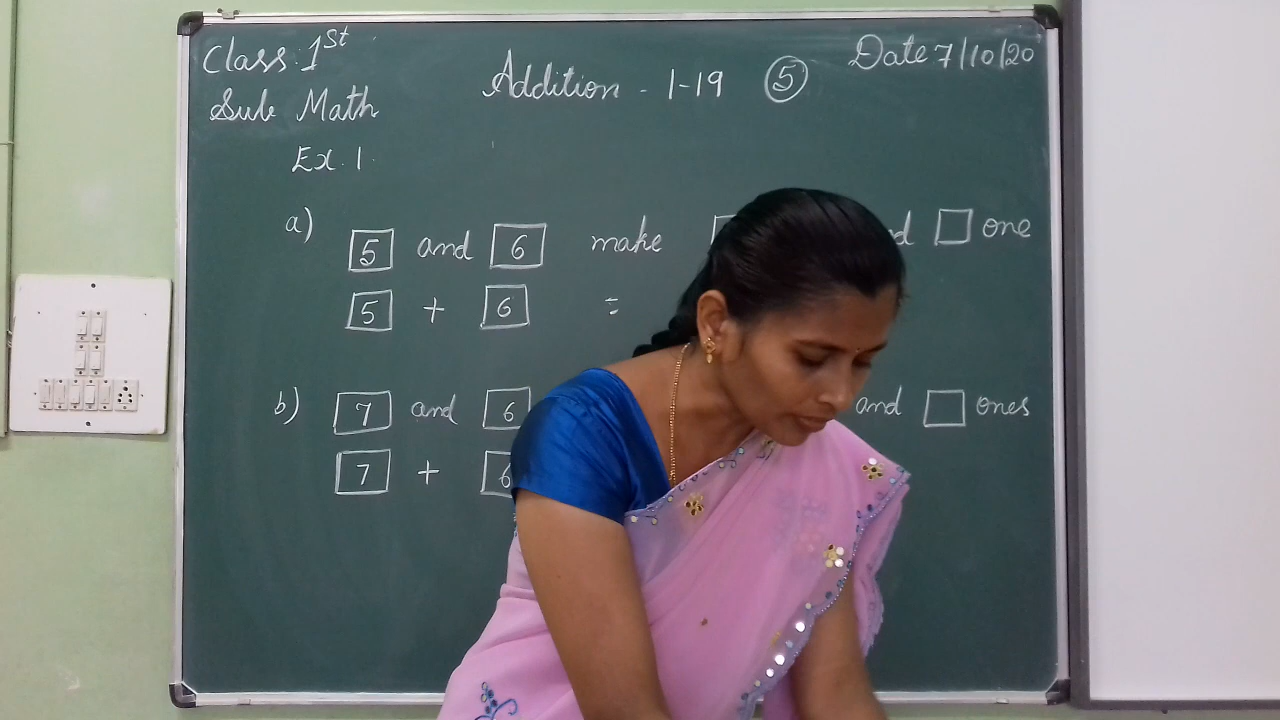 Class: 1st
Sub Math
Addition - 1-19 5
Date 7/10/20
Ex. 1.
a) 5 and 6 make one
5 + 6 =
b) 7 and 6 and ones
7 + 6